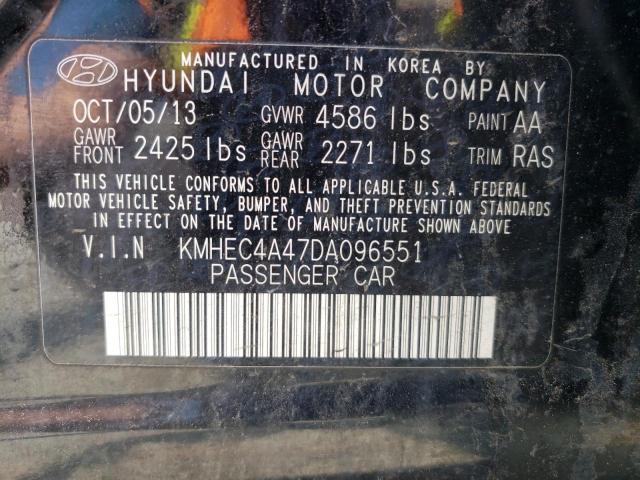 MANUFACTURED IN KOREA BY
HYUNDAI MOTOR COMPANY
OCT/05/13 GVWR 4586 lbs PAINT AA
GAWR FRONT 2425 lbs GAWR REAR 2271 lbs TRIM RAS
THIS VEHICLE CONFORMS TO ALL APPLICABLE U.S.A. FEDERAL
MOTOR VEHICLE SAFETY, BUMPER, AND THEFT PREVENTION STANDARDS
IN EFFECT ON THE DATE OF MANUFACTURE SHOWN ABOVE
V.I.N KMHEC4A47DA096551
PASSENGER CAR